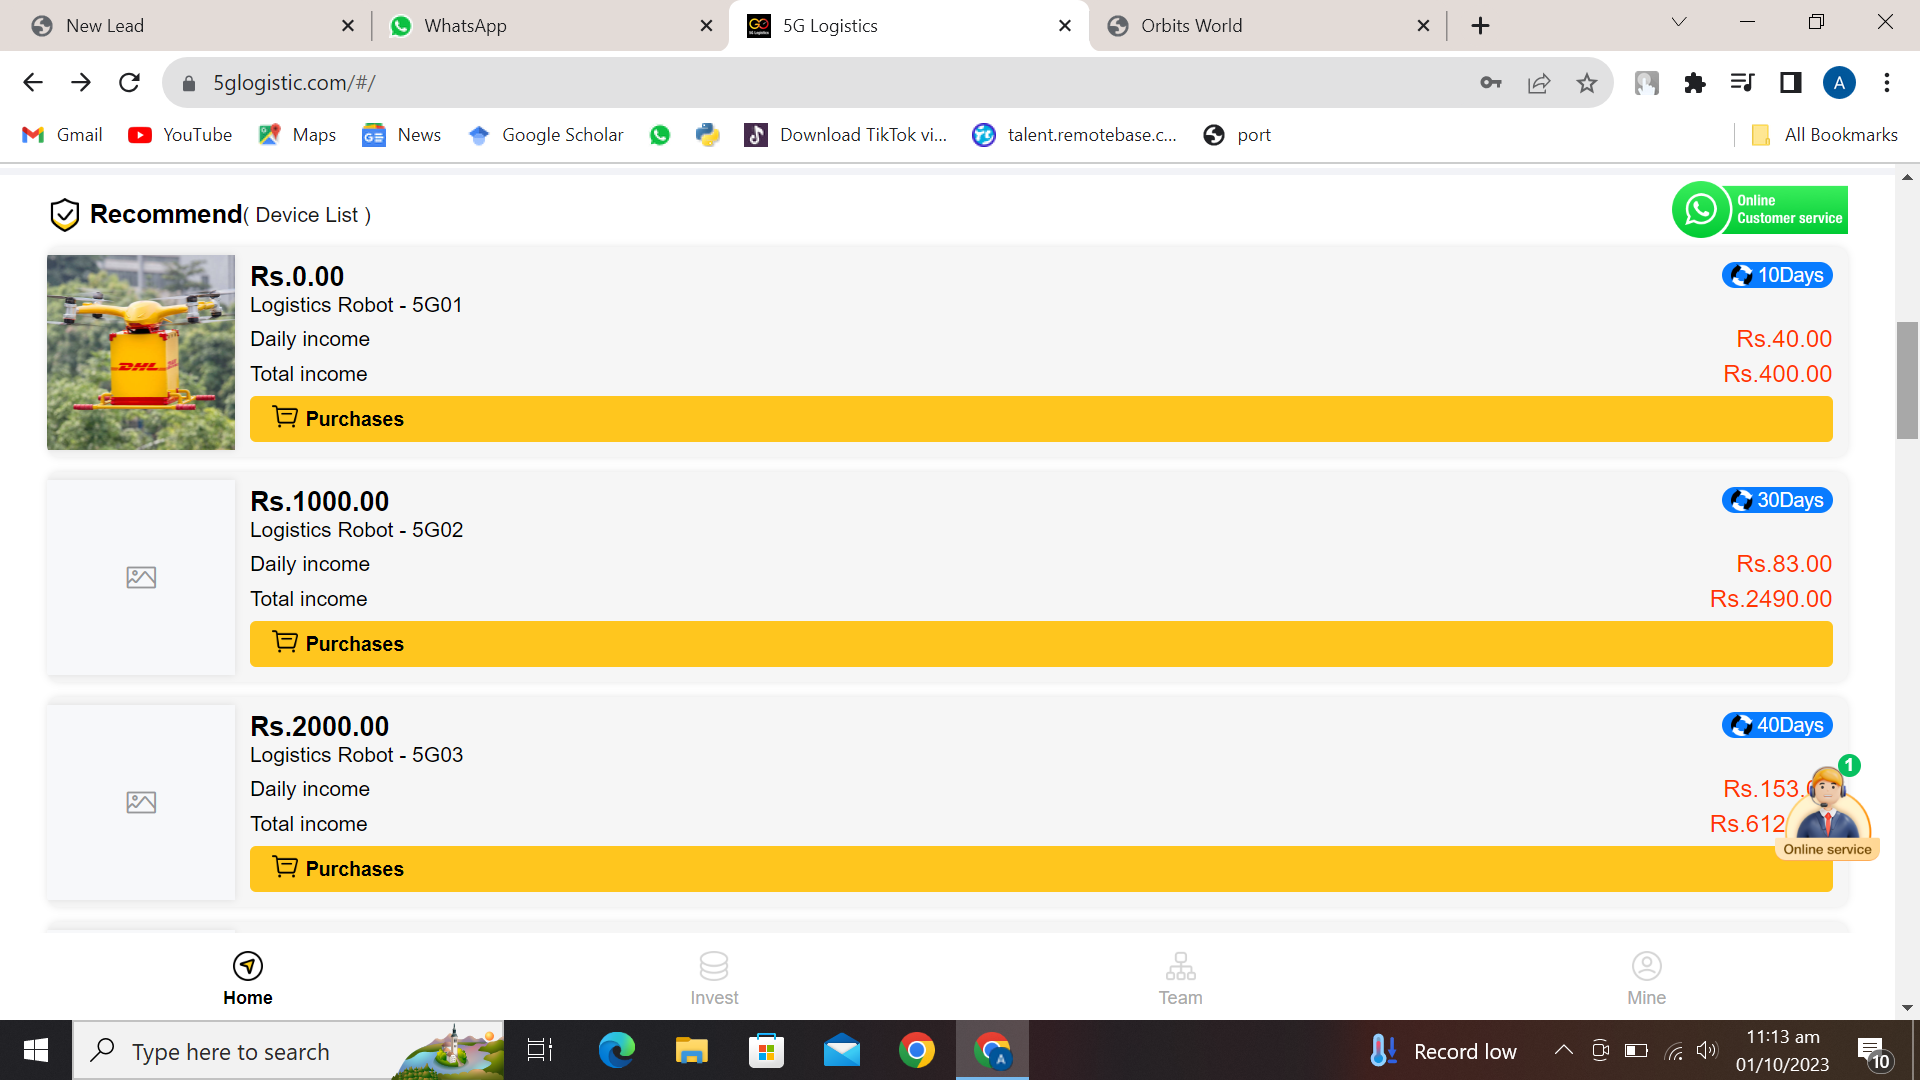 New Lead
WhatsApp
5G Logistics
Orbits World
5glogistic.com/#/
A
Gmail
YouTube
Maps
News
Google Scholar
Download TikTok vi...
talent.remotebase.c...
port
All Bookmarks
Recommend( Device List )
Online
Customer service
Rs.0.00
10Days
Logistics Robot - 5G01
Daily income
Rs.40.00
Total income
Rs.400.00
Purchases
DHL
Rs.1000.00
30Days
Logistics Robot - 5G02
Daily income
Rs.83.00
Total income
Rs.2490.00
Purchases
Rs.2000.00
40Days
Logistics Robot - 5G03
1
Daily income
Rs.153.
Total income
Rs.612
Online service
Purchases
Home
Invest
Team
Mine
Type here to search
Record low
11:13 am
01/10/2023
10